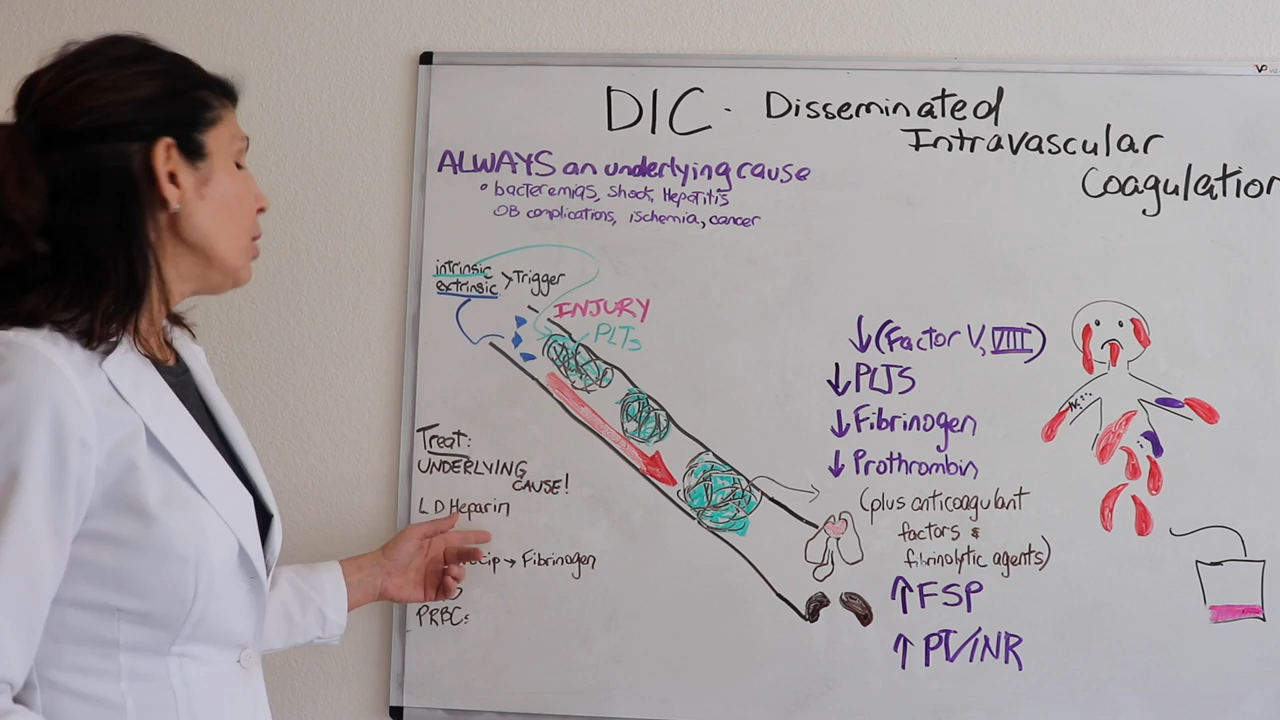 DIC - Disseminated
Intravascular
Coagulation
ALWAYS an underlying cause
• bacteremias, shock, Hepatitis
OB complications, ischemia, cancer
intrinsic
extrinsic > Trigger
INJURY
PLTs
Treat:
UNDERLYING
CAUSE!
LD Heparin
→ Fibrinogen
PRBCs
↓(Factor V, VIII)
↓PLTS
↓Fibrinogen
↓Prothrombin
(plus anticoagulant
factors &
fibrinolytic agents)
↑FSP
↑PT/INR